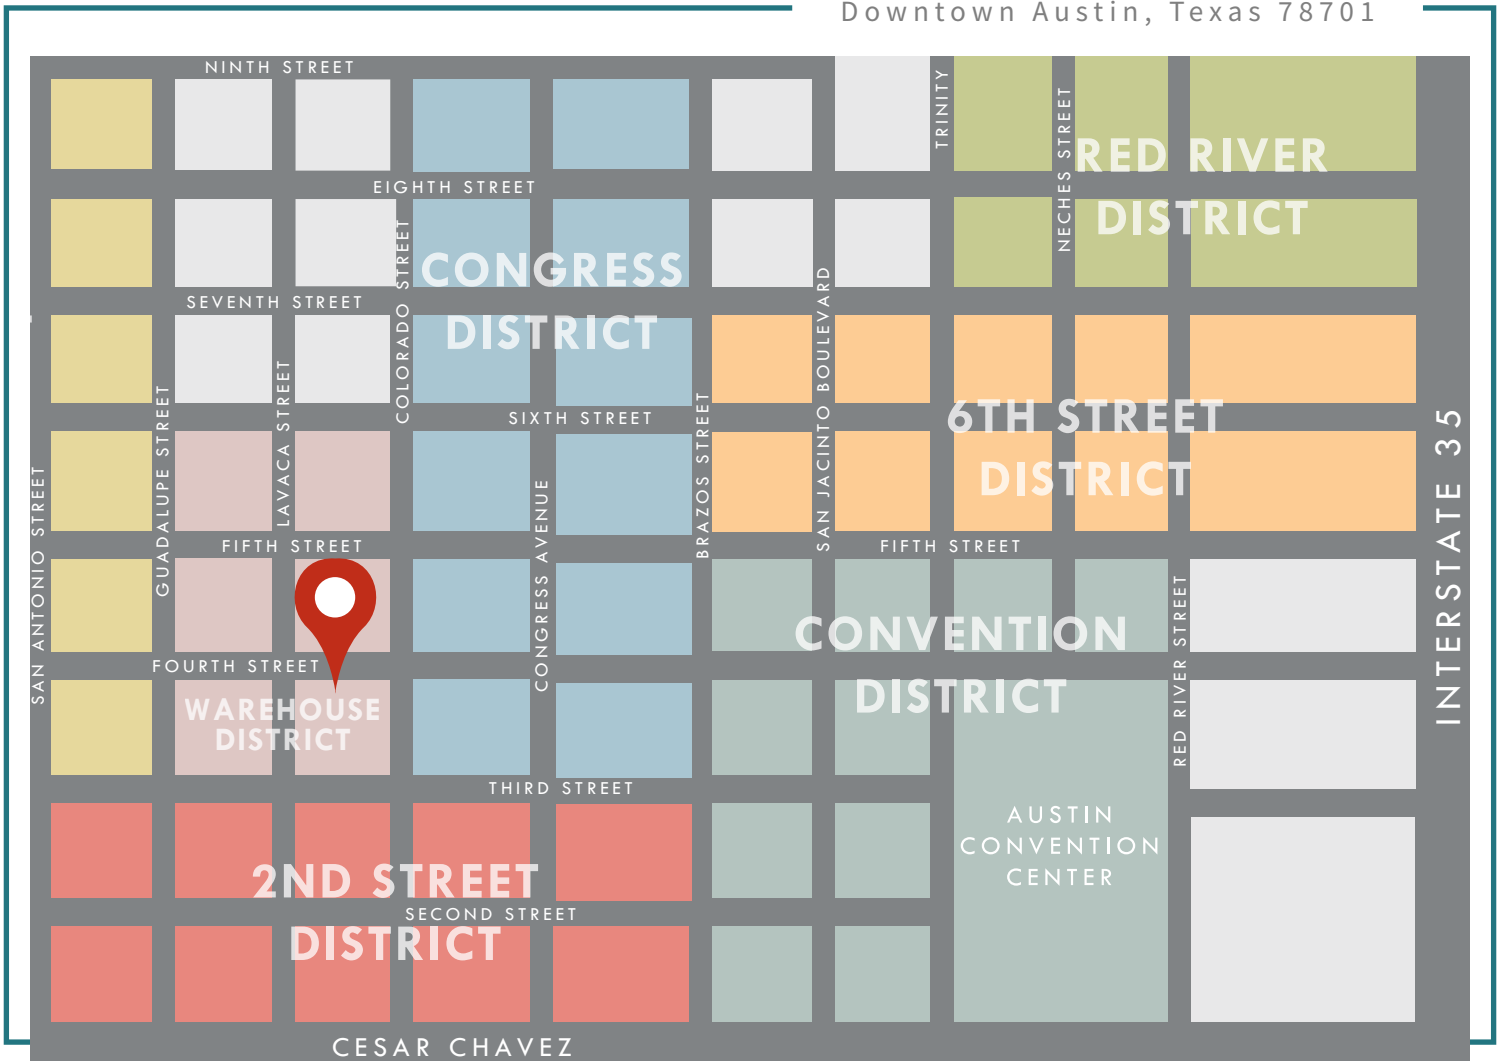 Downtown Austin, Texas 78701
NINTH STREET
TRINITY
NECHES STREET
RED RIVER
DISTRICT
EIGHTH STREET
COLORADO STREET
CONGRESS
DISTRICT
SAN JACINTO BOULEVARD
SEVENTH STREET
LAVACA STREET
GUADALUPE STREET
SIXTH STREET
BRAZOS STREET
6TH STREET
DISTRICT
INTERSTATE 35
SAN ANTONIO STREET
CONGRESS AVENUE
FIFTH STREET
FIFTH STREET
RED RIVER STREET
CONVENTION
DISTRICT
FOURTH STREET
WAREHOUSE
DISTRICT
THIRD STREET
AUSTIN
CONVENTION
CENTER
2ND STREET
DISTRICT
SECOND STREET
CESAR CHAVEZ